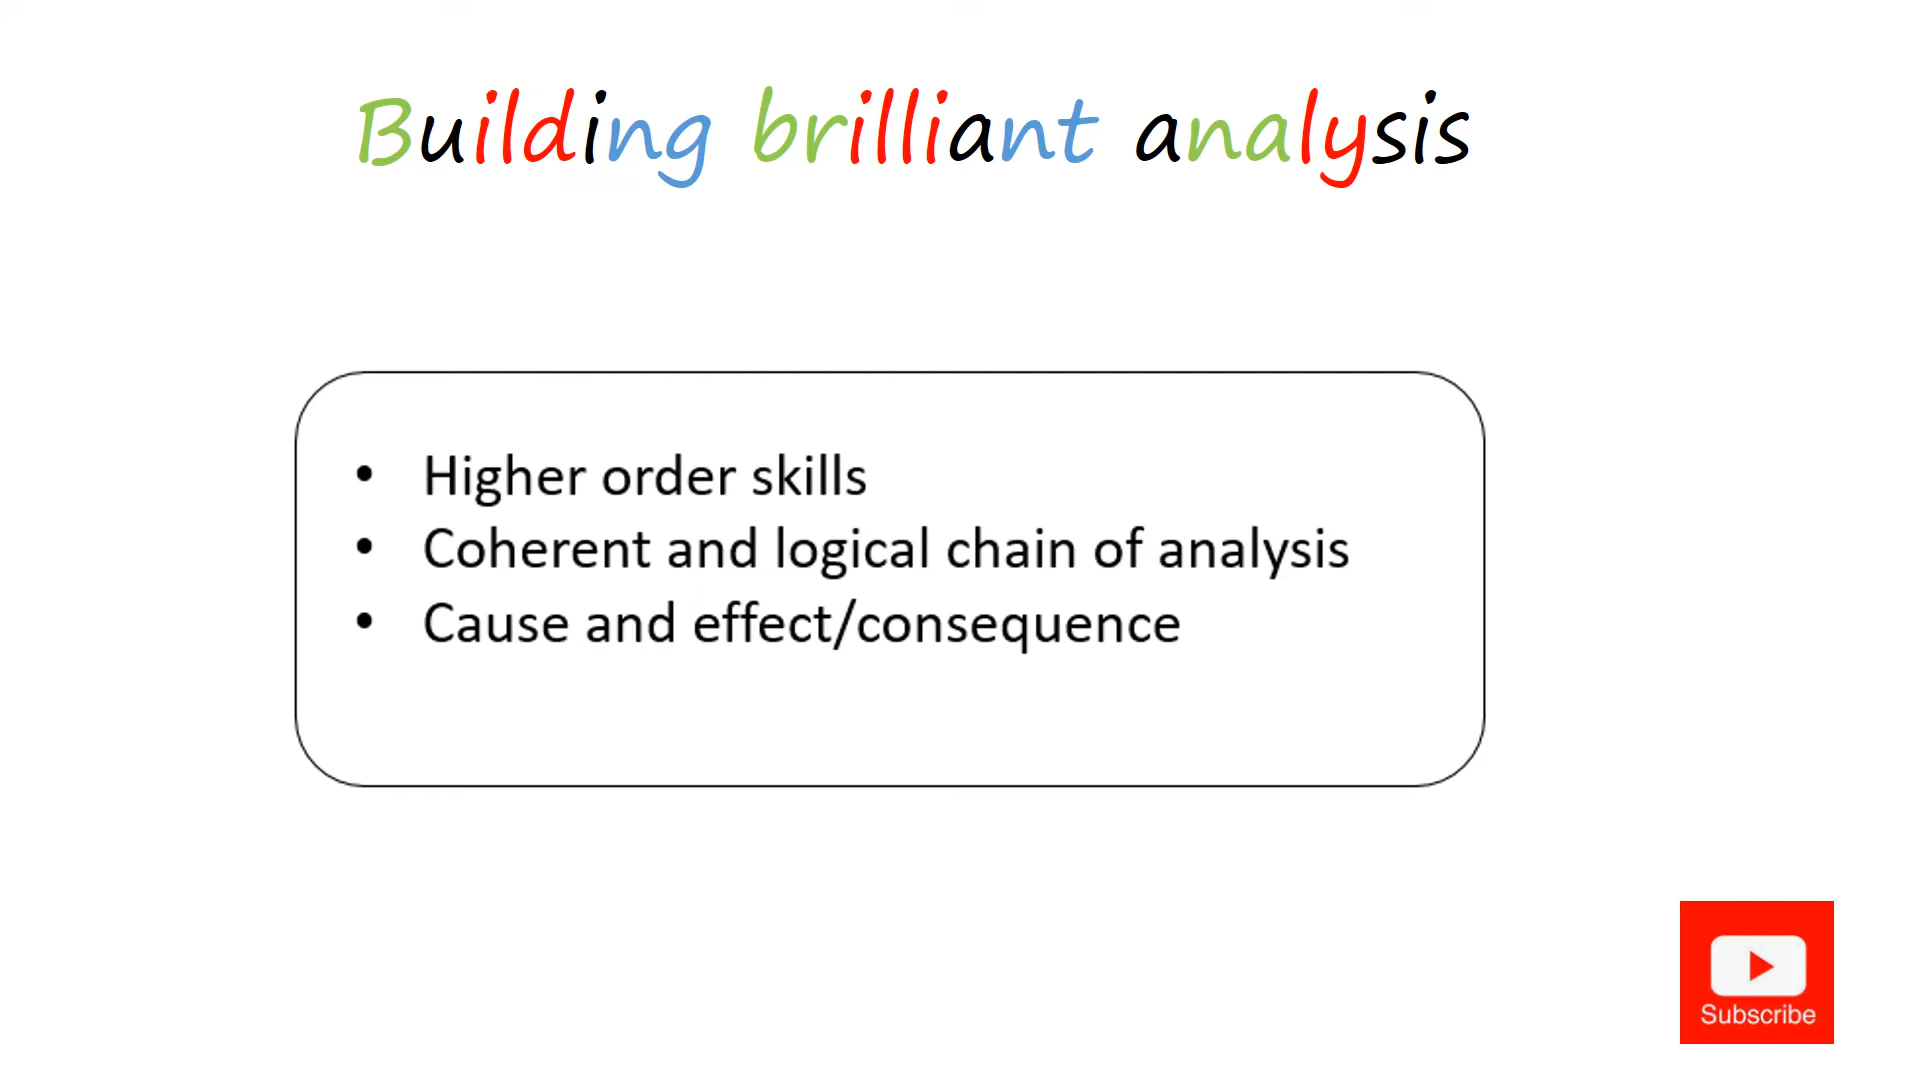 Building brilliant analysis
• Higher order skills
• Coherent and logical chain of analysis
• Cause and effect/consequence
Subscribe